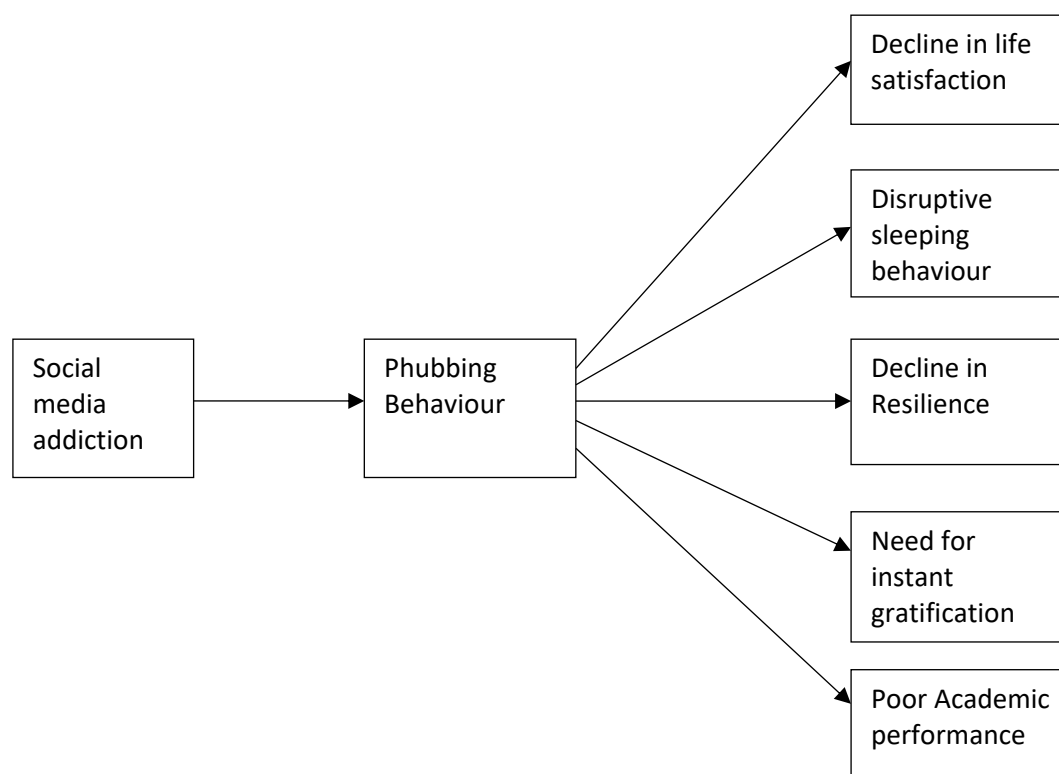 Decline in life
satisfaction
Disruptive
sleeping
behaviour
Social
media
addiction
Phubbing
Behaviour
Decline in
Resilience
Need for
instant
gratification
Poor Academic
performance